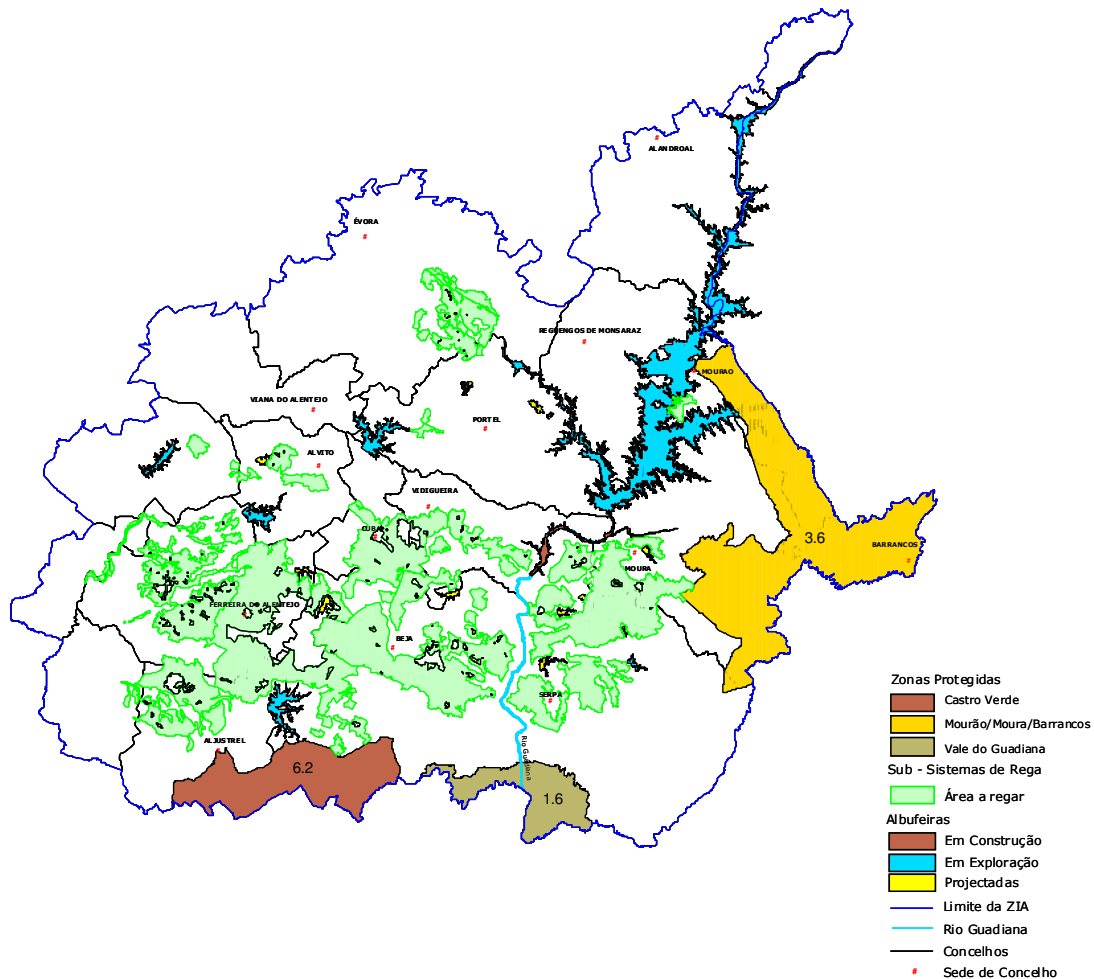 ALANDROAL
ÉVORA
REGUENGOS DE MONSARAZ
MOURÃO
VIANA DO ALENTEJO
PORTEL
ALVITO
VIDIGUEIRA
CUBA
3.6
BARRANCOS
MOURA
FERREIRA DO ALENTEJO
BEJA
SERPA
ALJUSTREL
Rio Guadiana
6.2
1.6
Zonas Protegidas
Castro Verde
Mourão/Moura/Barrancos
Vale do Guadiana
Sub - Sistemas de Rega
Área a regar
Albufeiras
Em Construção
Em Exploração
Projectadas
Limite da ZIA
Rio Guadiana
Concelhos
# Sede de Concelho